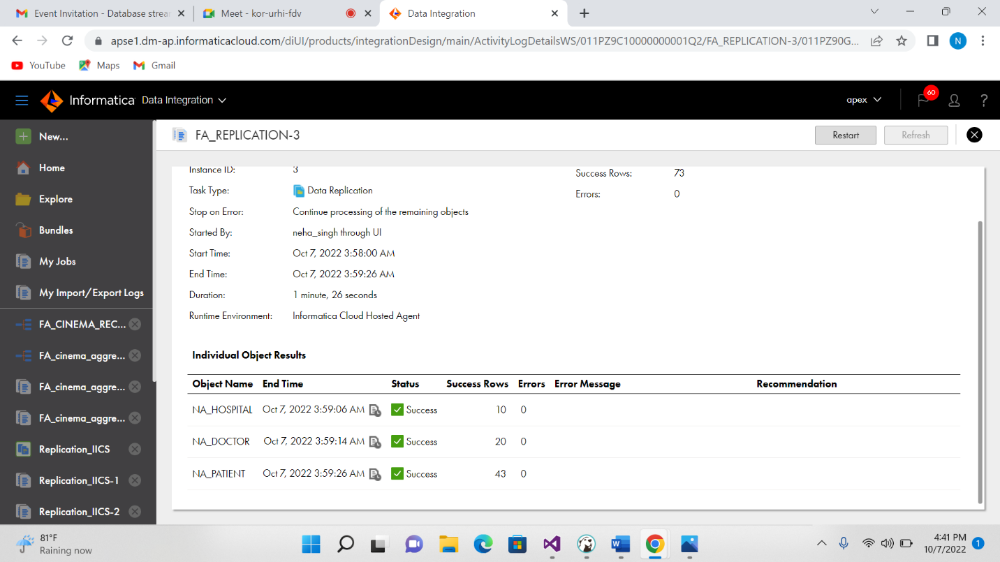 Event Invitation - Database strea
Meet - kor-urhi-fdv
Data Integration
apse1.dm-ap.informaticacloud.com/diUI/products/integrationDesign/main/ActivityLogDetailsWS/011PZ9C10000000001Q2/FA_REPLICATION-3/011PZ90G...
N
YouTube
Maps
Gmail
Informatica Data Integration
apex
60
?
New...
Home
Explore
Bundles
My Jobs
My Import/Export Logs
FA_CINEMA_REC...
FA_cinema_aggre...
FA_cinema_aggre...
FA_cinema_aggre...
Replication_IICS
Replication_IICS-1
Replication_IICS-2
FA_REPLICATION-3
Restart
Refresh
Instance ID: 3
Task Type: Data Replication
Stop on Error: Continue processing of the remaining objects
Started By: neha_singh through UI
Start Time: Oct 7, 2022 3:58:00 AM
End Time: Oct 7, 2022 3:59:26 AM
Duration: 1 minute, 26 seconds
Runtime Environment: Informatica Cloud Hosted Agent
Success Rows: 73
Errors: 0
Individual Object Results
Object Name End Time Status Success Rows Errors Error Message Recommendation
NA_HOSPITAL Oct 7, 2022 3:59:06 AM Success 10 0
NA_DOCTOR Oct 7, 2022 3:59:14 AM Success 20 0
NA_PATIENT Oct 7, 2022 3:59:26 AM Success 43 0
81°F
Raining now
W
4:41 PM
10/7/2022
1